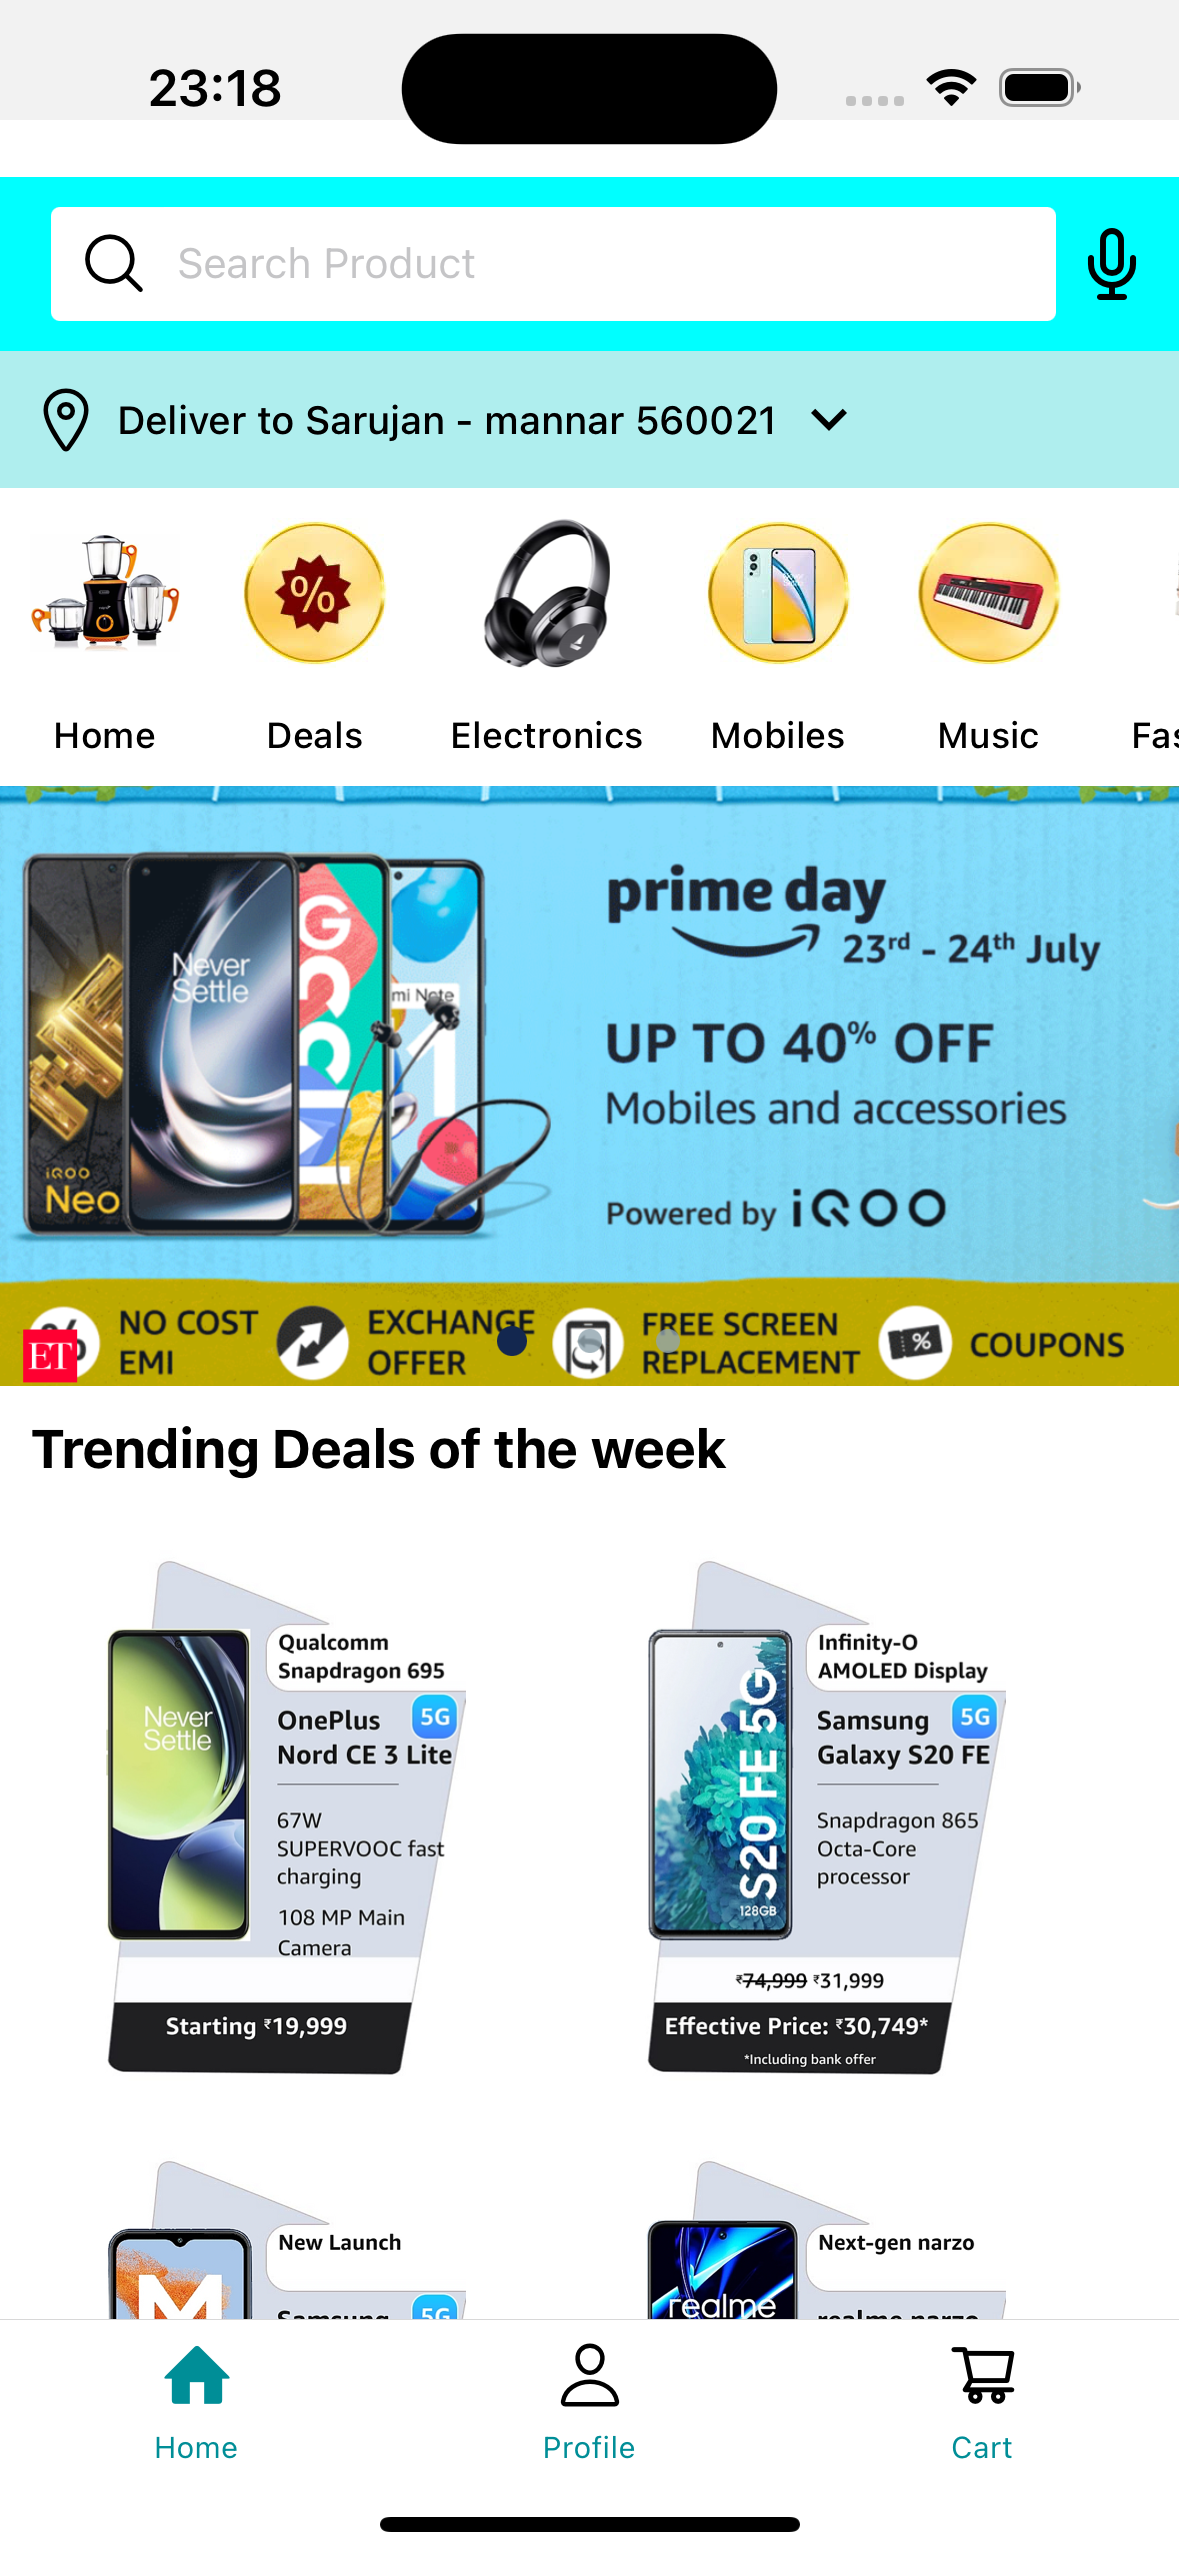 23:18
Search Product
Deliver to Sarujan - mannar 560021
Home
Deals
Electronics
Mobiles
Music
Fas
prime day
23rd - 24th July
UP TO 40% OFF
Mobiles and accessories
Powered by iQOO
Never
Settle
mi Note
iQOO
Neo
NO COST
EMI
EXCHANGE
OFFER
FREE SCREEN
REPLACEMENT
COUPONS
ET
Trending Deals of the week
Qualcomm
Snapdragon 695
OnePlus 5G
Nord CE 3 Lite
Never
Settle
67W
SUPERVOOC fast
charging
108 MP Main
Camera
Starting ₹19,999
Infinity-O
AMOLED Display
Samsung 5G
Galaxy S20 FE
S20 FE 5G
128GB
Snapdragon 865
Octa-Core
processor
₹74,999 ₹31,999
Effective Price: ₹30,749*
*Including bank offer
New Launch
M
Samsung 5G
Next-gen narzo
realme
realme narzo
Home
Profile
Cart